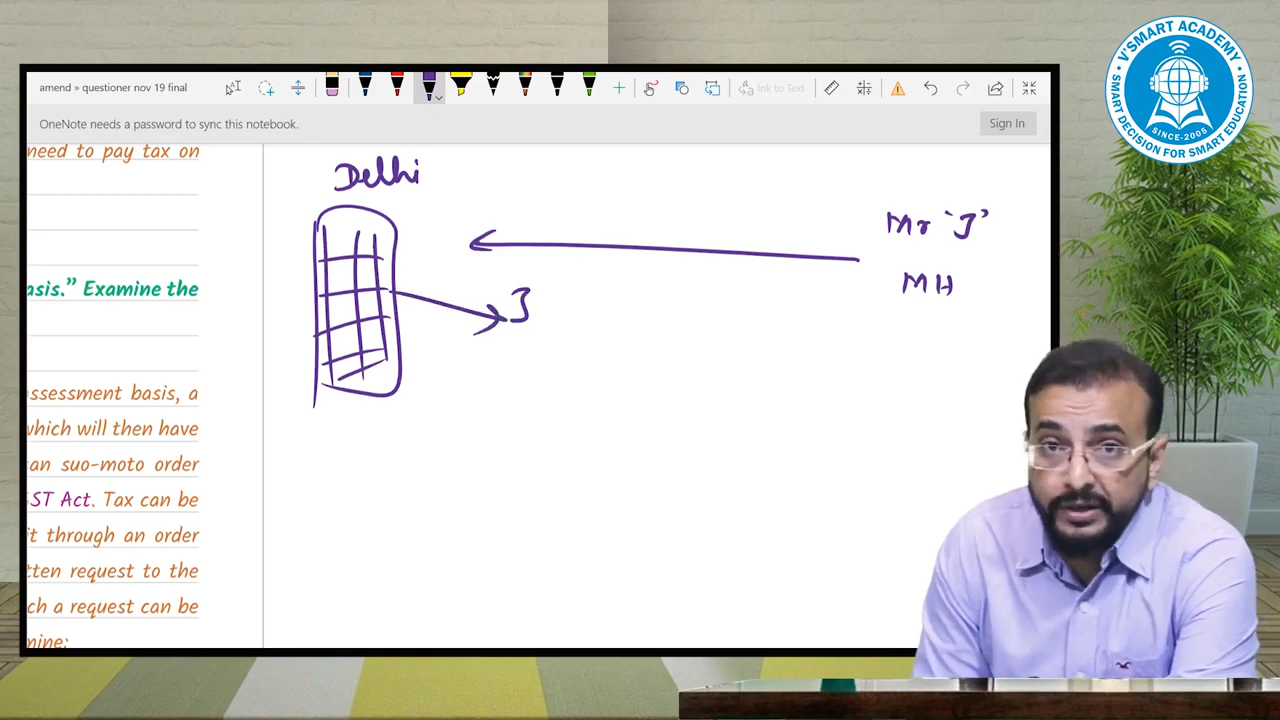 amend » questioner nov 19 final
Ink to Text
OneNote needs a password to sync this notebook.
Sign In
need to pay tax on
asis.” Examine the
ssessment basis, a
which will then have
an suo-moto order
ST Act. Tax can be
it through an order
tten request to the
ch a request can be
mine:
Delhi
Mr 'J'
MH
J
V'SMART ACADEMY
SINCE-2005
SMART DECISION FOR SMART EDUCATION